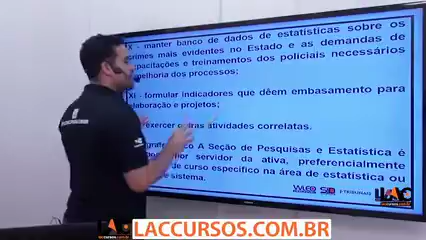 X - manter banco de dados de estatísticas sobre os
crimes mais evidentes no Estado e as demandas de
capacitações e treinamentos dos policiais necessários
melhoria dos processos;
XI - formular indicadores que dêem embasamento para
elaboração e projetos;
exercer outras atividades correlatas.
A Seção de Pesquisas e Estatística é
servidor da ativa, preferencialmente
de curso específico na área de estatística ou
de sistema.
LACCURSOS.COM.BR